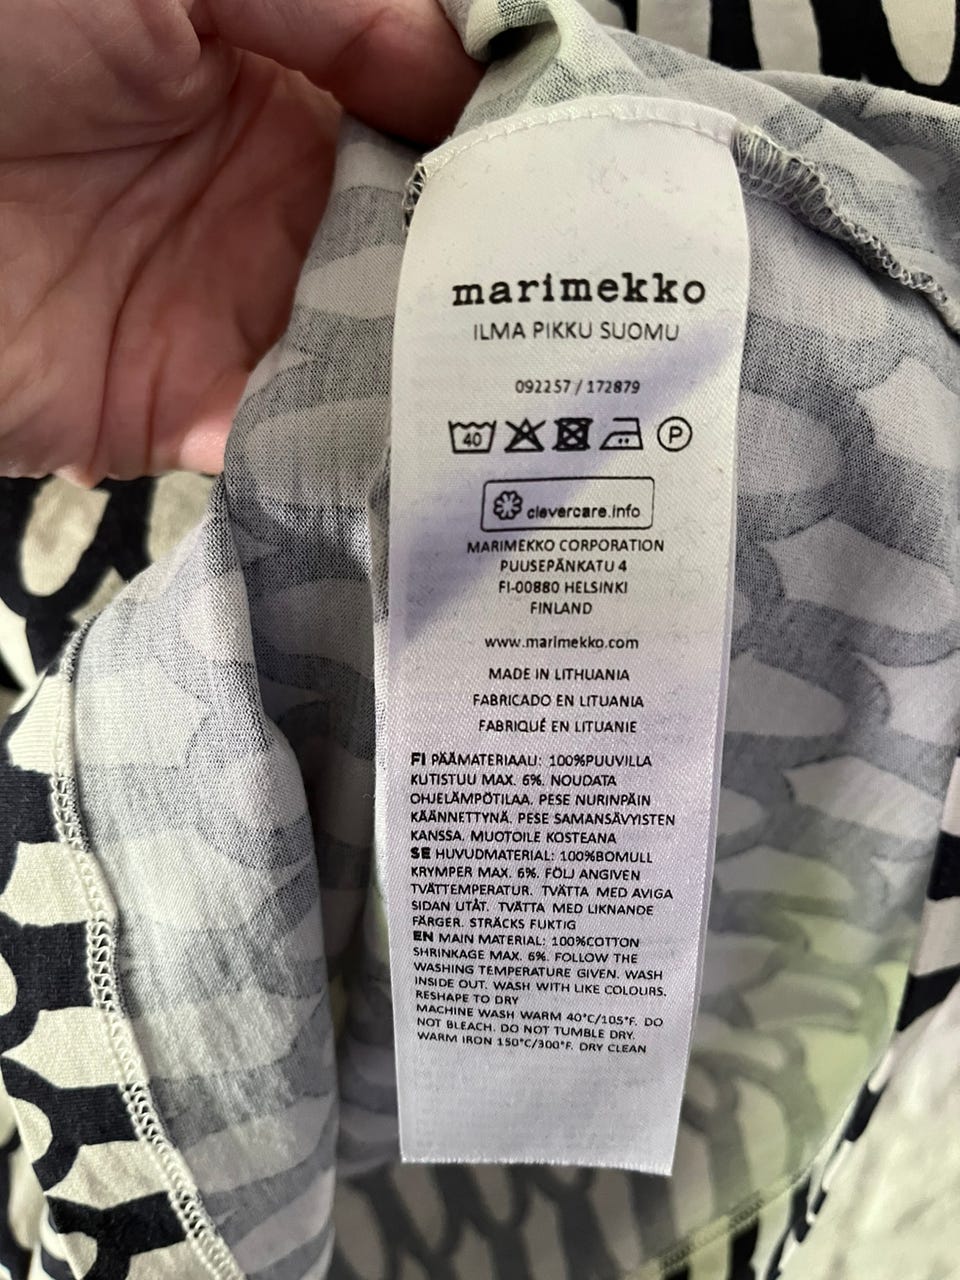 marimekko
ILMA PIKKU SUOMU
092257 / 172879
40 P
clevercare.info
MARIMEKKO CORPORATION
PUUSEPÄNKATU 4
FI-00880 HELSINKI
FINLAND
www.marimekko.com
MADE IN LITHUANIA
FABRICADO EN LITUANIA
FABRIQUÉ EN LITUANIE
FI PÄÄMATERIAALI: 100%PUUVILLA
KUTISTUU MAX. 6%. NOUDATA
OHJELÄMPÖTILAA. PESE NURINPÄIN
KÄÄNNETTYNÄ. PESE SAMANSÄVYISTEN
KANSSA. MUOTOILE KOSTEANA
SE HUVUDMATERIAL: 100%BOMULL
KRYMPER MAX. 6%. FÖLJ ANGIVEN
TVÄTTEMPERATUR. TVÄTTA MED AVIGA
SIDAN UTÅT. TVÄTTA MED LIKNANDE
FÄRGER. STRÄCKS FUKTIG
EN MAIN MATERIAL: 100%COTTON
SHRINKAGE MAX. 6%. FOLLOW THE
WASHING TEMPERATURE GIVEN. WASH
INSIDE OUT. WASH WITH LIKE COLOURS.
RESHAPE TO DRY
MACHINE WASH WARM 40°C/105°F. DO
NOT BLEACH. DO NOT TUMBLE DRY.
WARM IRON 150°C/300°F. DRY CLEAN